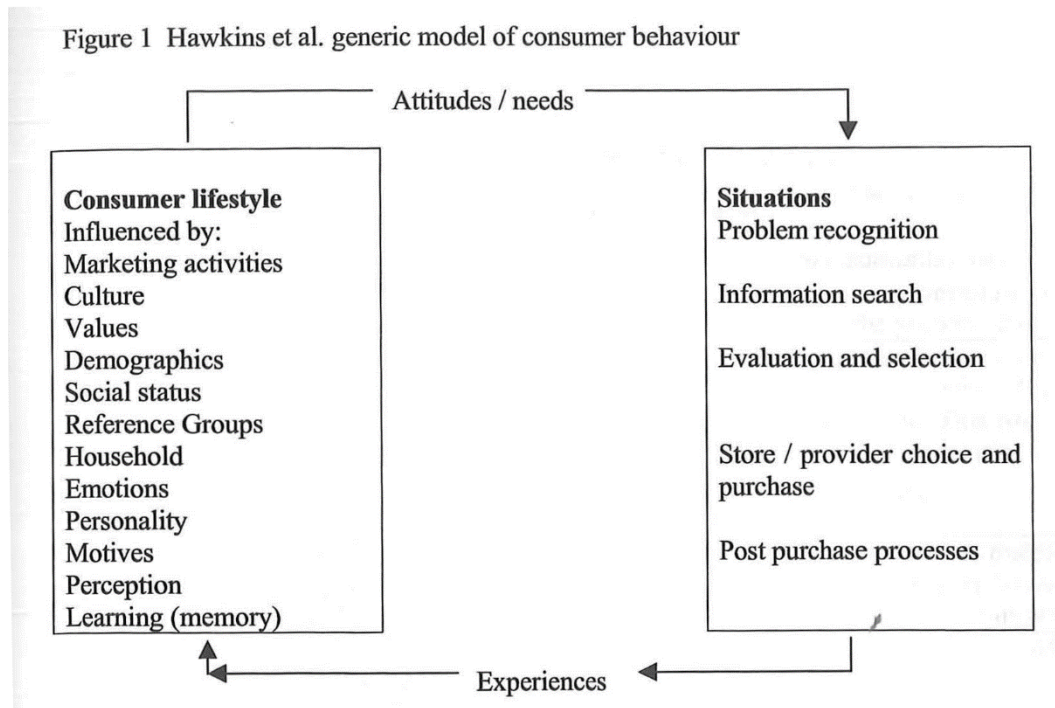 Figure 1 Hawkins et al. generic model of consumer behaviour
Attitudes / needs
Consumer lifestyle
Influenced by:
Marketing activities
Culture
Values
Demographics
Social status
Reference Groups
Household
Emotions
Personality
Motives
Perception
Learning (memory)
Situations
Problem recognition
Information search
Evaluation and selection
Store / provider choice and
purchase
Post purchase processes
Experiences